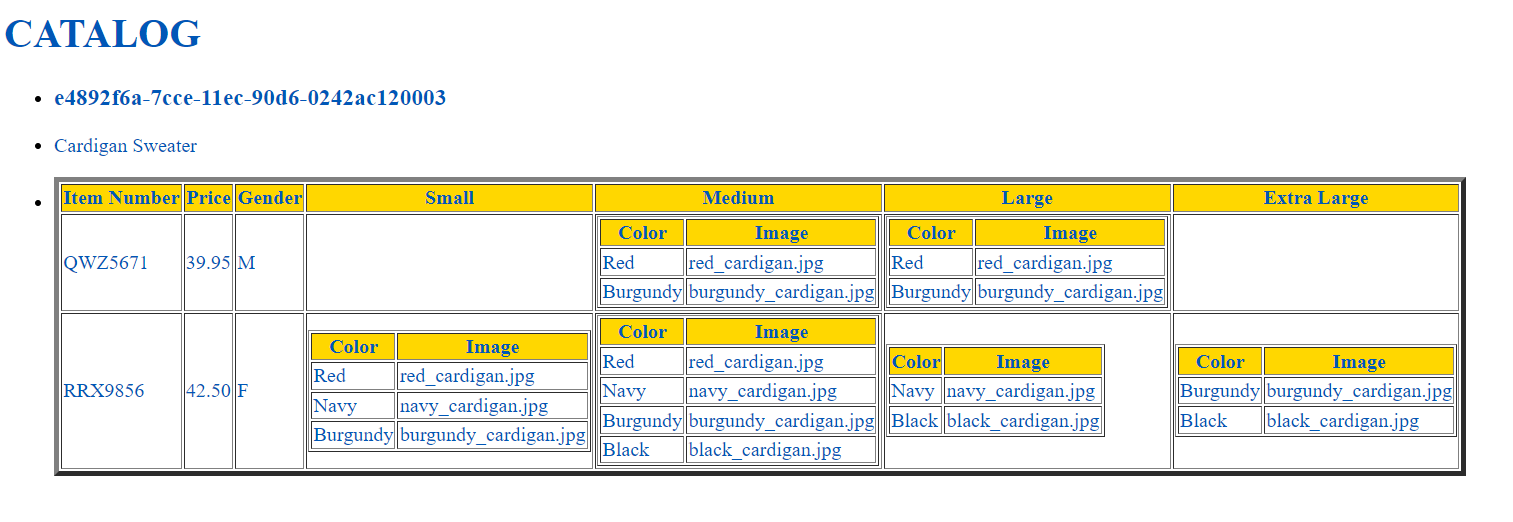 CATALOG
e4892f6a-7cce-11ec-90d6-0242ac120003
Cardigan Sweater
Item Number Price Gender Small Medium Large Extra Large
QWZ5671 39.95 M
Color Image
Red red_cardigan.jpg
Burgundy burgundy_cardigan.jpg
Color Image
Red red_cardigan.jpg
Burgundy burgundy_cardigan.jpg
RRX9856 42.50 F
Color Image
Red red_cardigan.jpg
Navy navy_cardigan.jpg
Burgundy burgundy_cardigan.jpg
Color Image
Red red_cardigan.jpg
Navy navy_cardigan.jpg
Burgundy burgundy_cardigan.jpg
Black black_cardigan.jpg
Color Image
Navy navy_cardigan.jpg
Black black_cardigan.jpg
Color Image
Burgundy burgundy_cardigan.jpg
Black black_cardigan.jpg